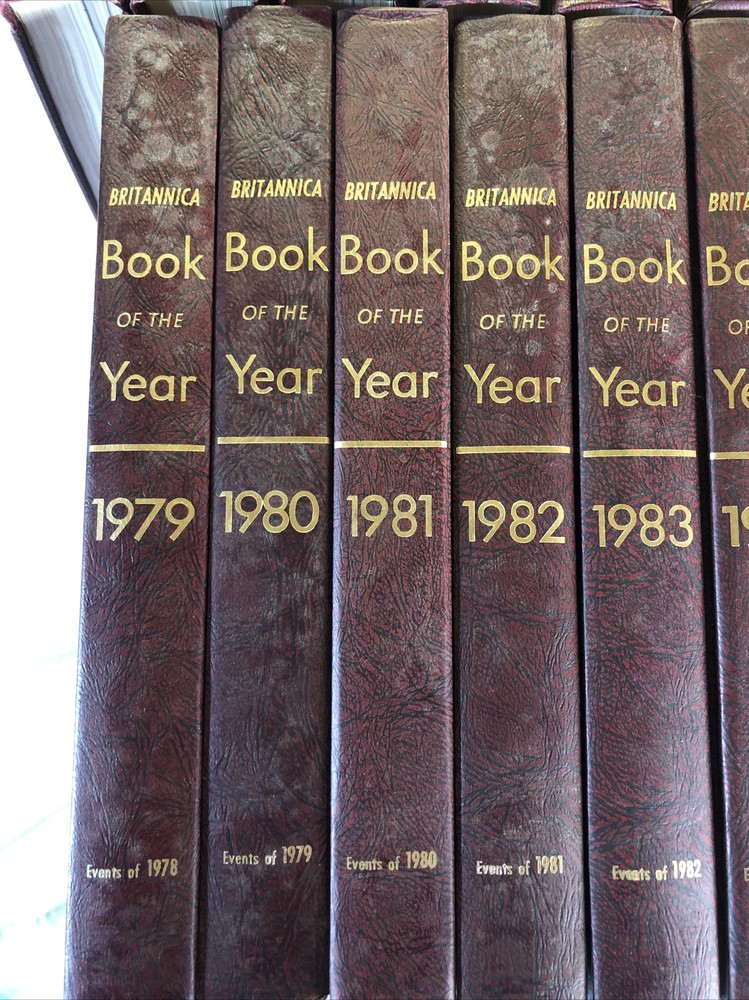 BRITANNICA
Book
OF THE
Year
1979
Events of 1978
BRITANNICA
Book
OF THE
Year
1980
Events of 1979
BRITANNICA
Book
OF THE
Year
1981
Events of 1980
BRITANNICA
Book
OF THE
Year
1982
Events of 1981
BRITANNICA
Book
OF THE
Year
1983
Events of 1982